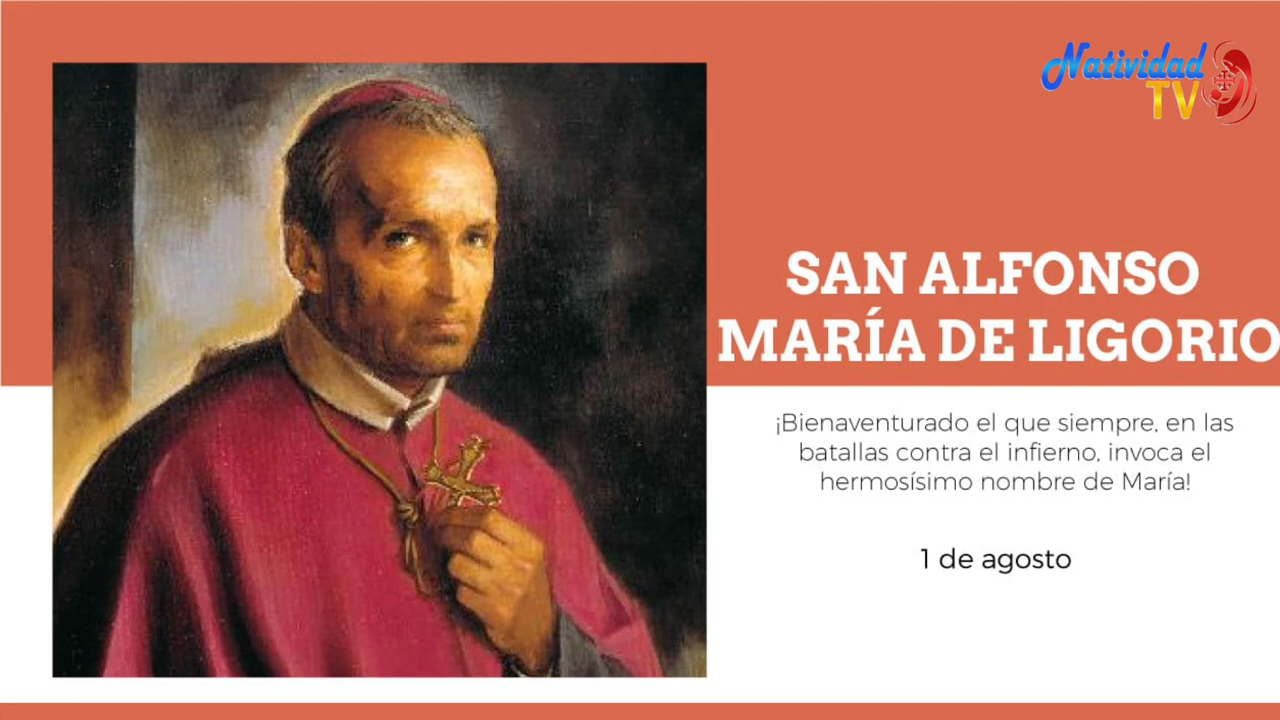 Natividad
TV
SAN ALFONSO
MARÍA DE LIGORIO
¡Bienaventurado el que siempre, en las
batallas contra el infierno, invoca el
hermosísimo nombre de María!
1 de agosto